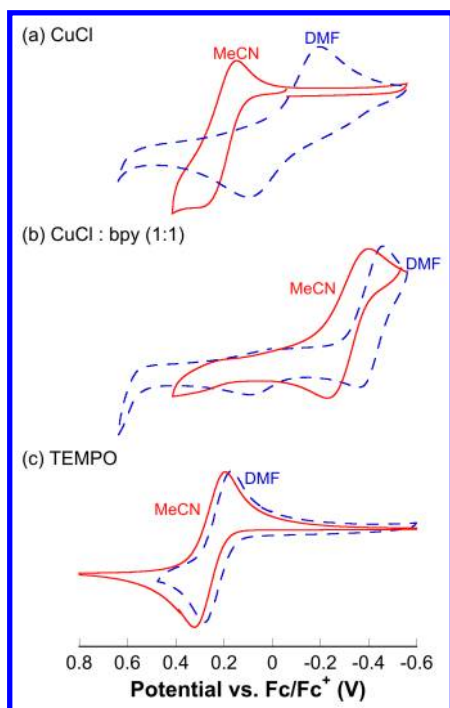 (a) CuCl
MeCN
DMF
(b) CuCl : bpy (1:1)
MeCN
DMF
(c) TEMPO
MeCN
DMF
0.8 0.6 0.4 0.2 0 -0.2 -0.4 -0.6
Potential vs. Fc/Fc+ (V)